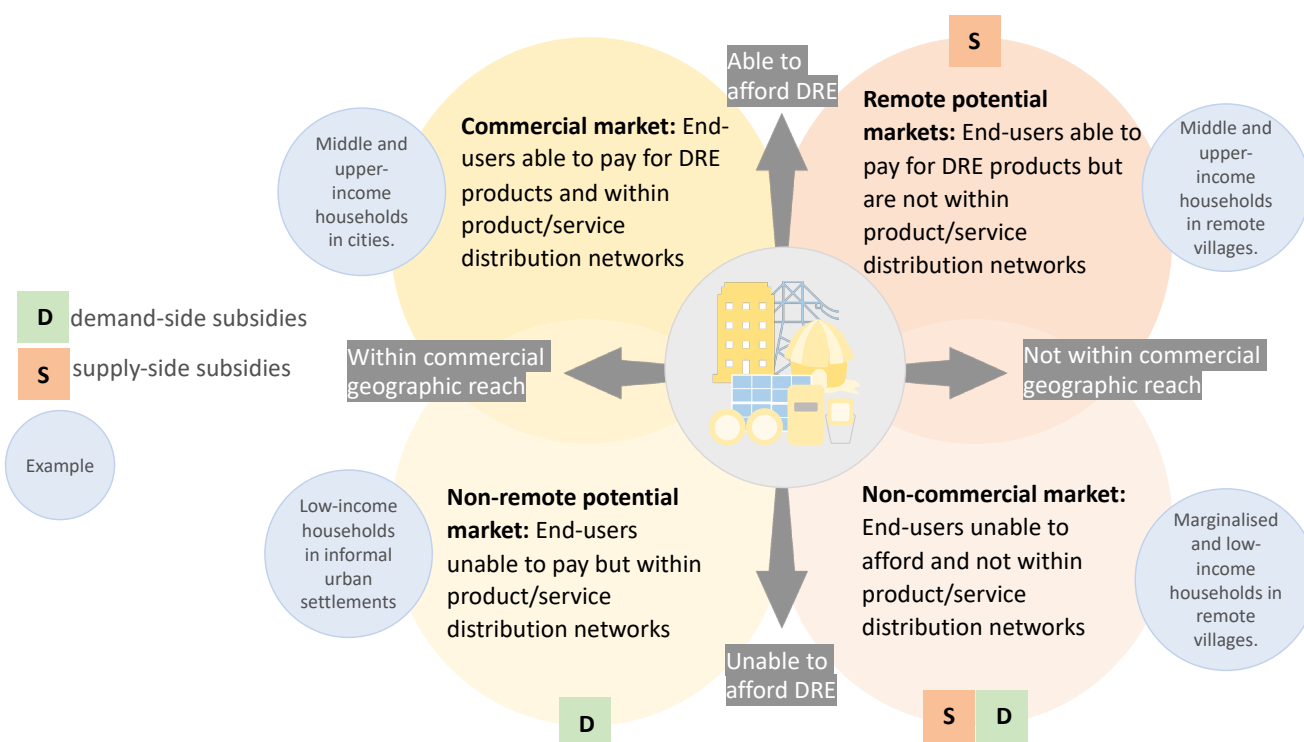 S
Able to
afford DRE
Commercial market: End-
users able to pay for DRE
products and within
product/service
distribution networks
Remote potential
markets: End-users able to
pay for DRE products but
are not within
product/service
distribution networks
Middle and
upper-
income
households
in cities.
Middle and
upper-
income
households
in remote
villages.
D demand-side subsidies
S supply-side subsidies
Example
Within commercial
geographic reach
Not within commercial
geographic reach
Low-income
households
in informal
urban
settlements
Non-remote potential
market: End-users
unable to pay but within
product/service
distribution networks
Non-commercial market:
End-users unable to
afford and not within
product/service
distribution networks
Marginalised
and low-
income
households in
remote
villages.
Unable to
afford DRE
D
S D